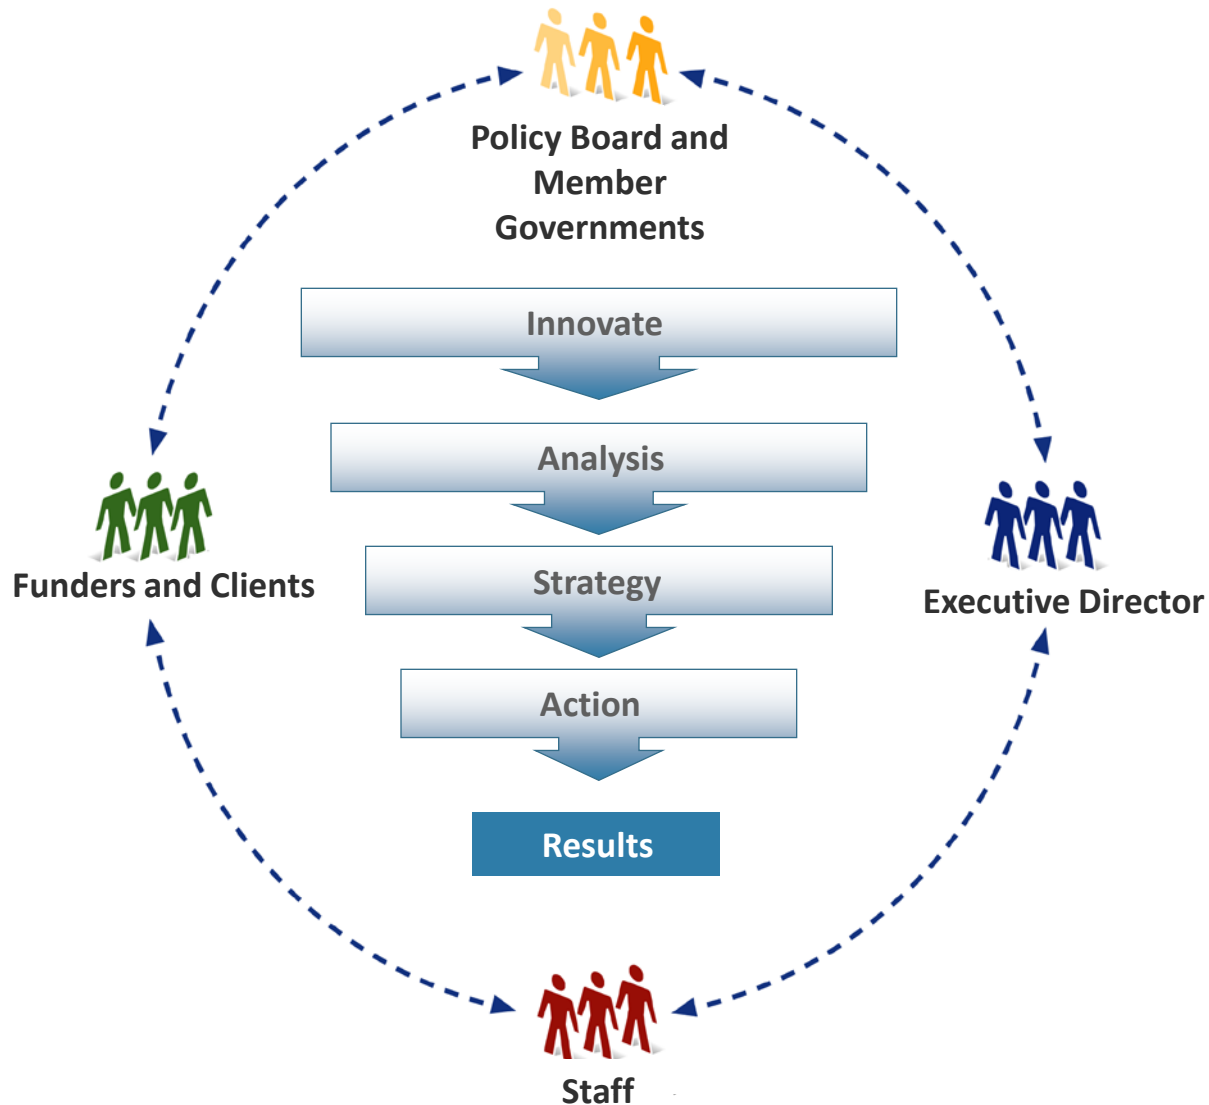 Policy Board and
Member
Governments
Innovate
Analysis
Strategy
Action
Results
Funders and Clients
Executive Director
Staff